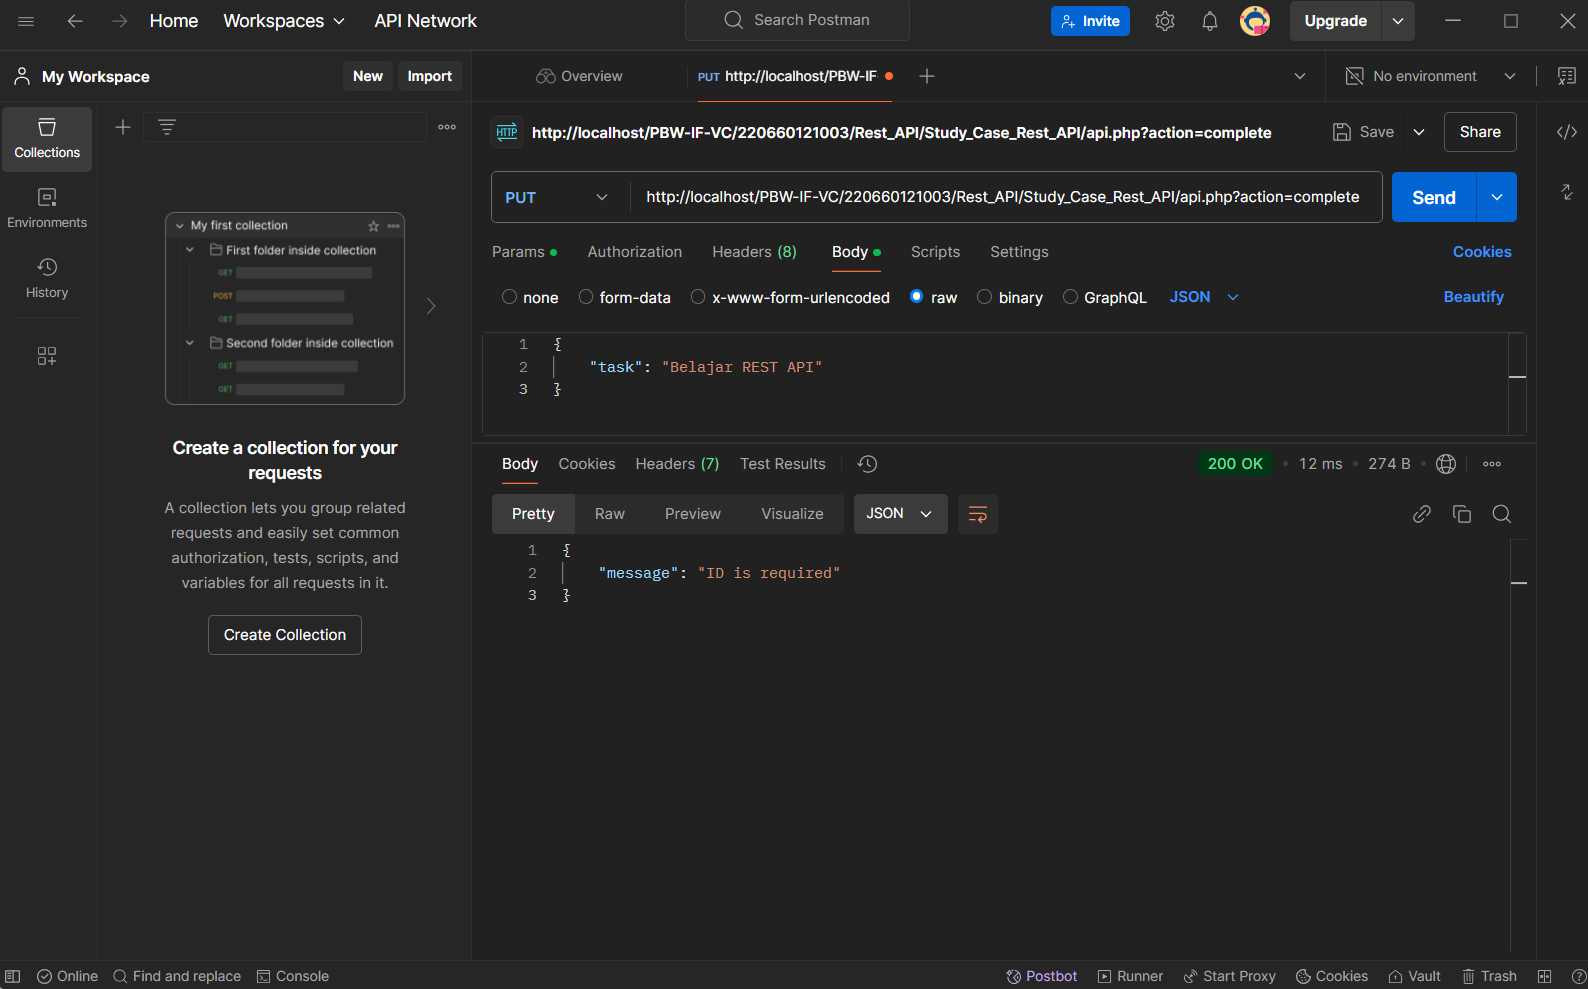 Home Workspaces API Network Search Postman Invite Upgrade
My Workspace New Import Overview PUT http://localhost/PBW-IF- No environment
Collections
Environments
History
My first collection
First folder inside collection
GET
POST
GET
Second folder inside collection
GET
GET
Create a collection for your
requests
A collection lets you group related
requests and easily set common
authorization, tests, scripts, and
variables for all requests in it.
Create Collection
HTTP http://localhost/PBW-IF-VC/220660121003/Rest_API/Study_Case_Rest_API/api.php?action=complete Save Share
PUT http://localhost/PBW-IF-VC/220660121003/Rest_API/Study_Case_Rest_API/api.php?action=complete Send
Params Authorization Headers (8) Body Scripts Settings Cookies
none form-data x-www-form-urlencoded raw binary GraphQL JSON Beautify
1 {
2 "task": "Belajar REST API"
3 }
Body Cookies Headers (7) Test Results 200 OK 12 ms 274 B
Pretty Raw Preview Visualize JSON
1 {
2 "message": "ID is required"
3 }
Online Find and replace Console Postbot Runner Start Proxy Cookies Vault Trash